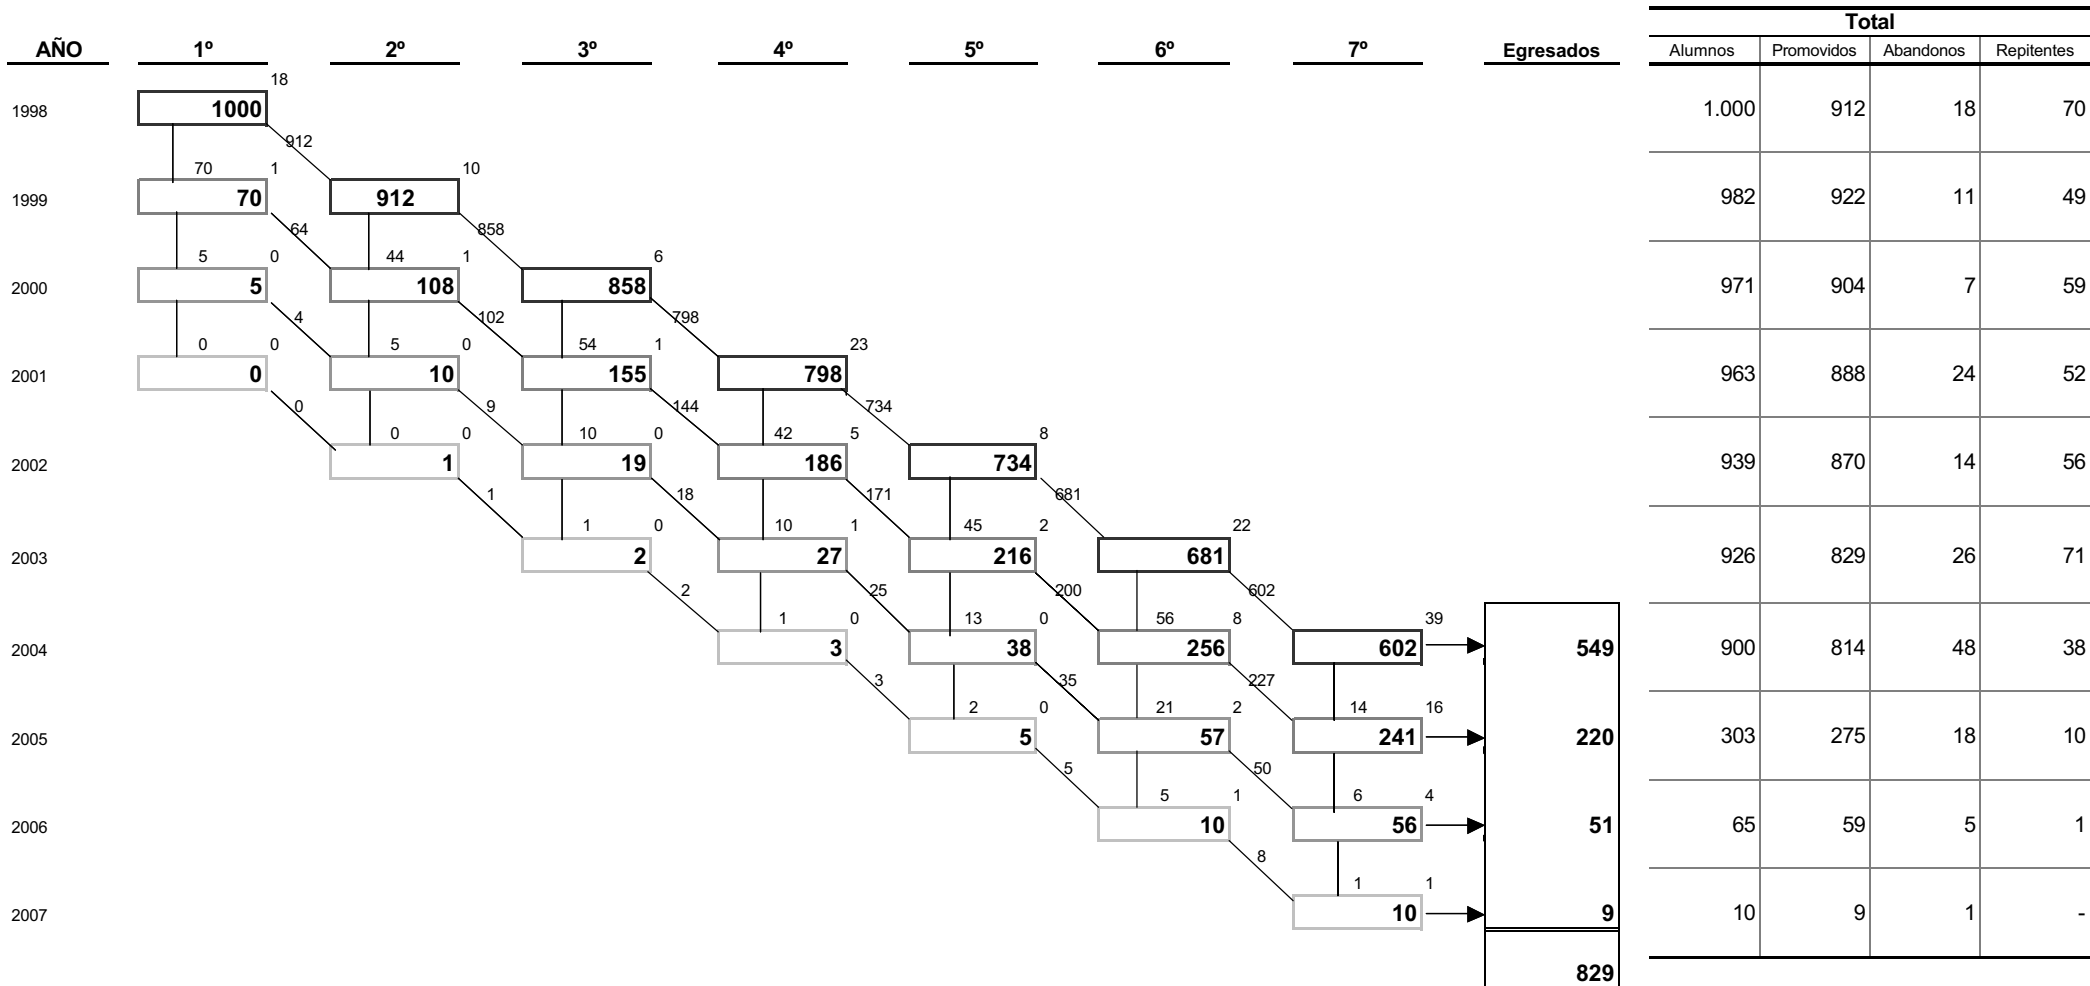 Total
AÑO 1º 2º 3º 4º 5º 6º 7º Egresados Alumnos Promovidos Abandonos Repitentes
18
1998 1000 1.000 912 18 70
912
70 1 10
1999 70 912 982 922 11 49
64 858
5 0 44 1 6
2000 5 108 858 971 904 7 59
4 102 798
0 0 5 0 54 1 23
2001 0 10 155 798 963 888 24 52
0 9 144 734
0 0 10 0 42 5 8
2002 1 19 186 734 939 870 14 56
1 18 171 681
1 0 10 1 45 2 22
2003 2 27 216 681 926 829 26 71
2 25 200 602
1 0 13 0 56 8 39
2004 3 38 256 602 549 900 814 48 38
3 35 227
2 0 21 2 14 16
2005 5 57 241 220 303 275 18 10
5 50
5 1 6 4
2006 10 56 51 65 59 5 1
8
1 1
2007 10 9 10 9 1 -
829